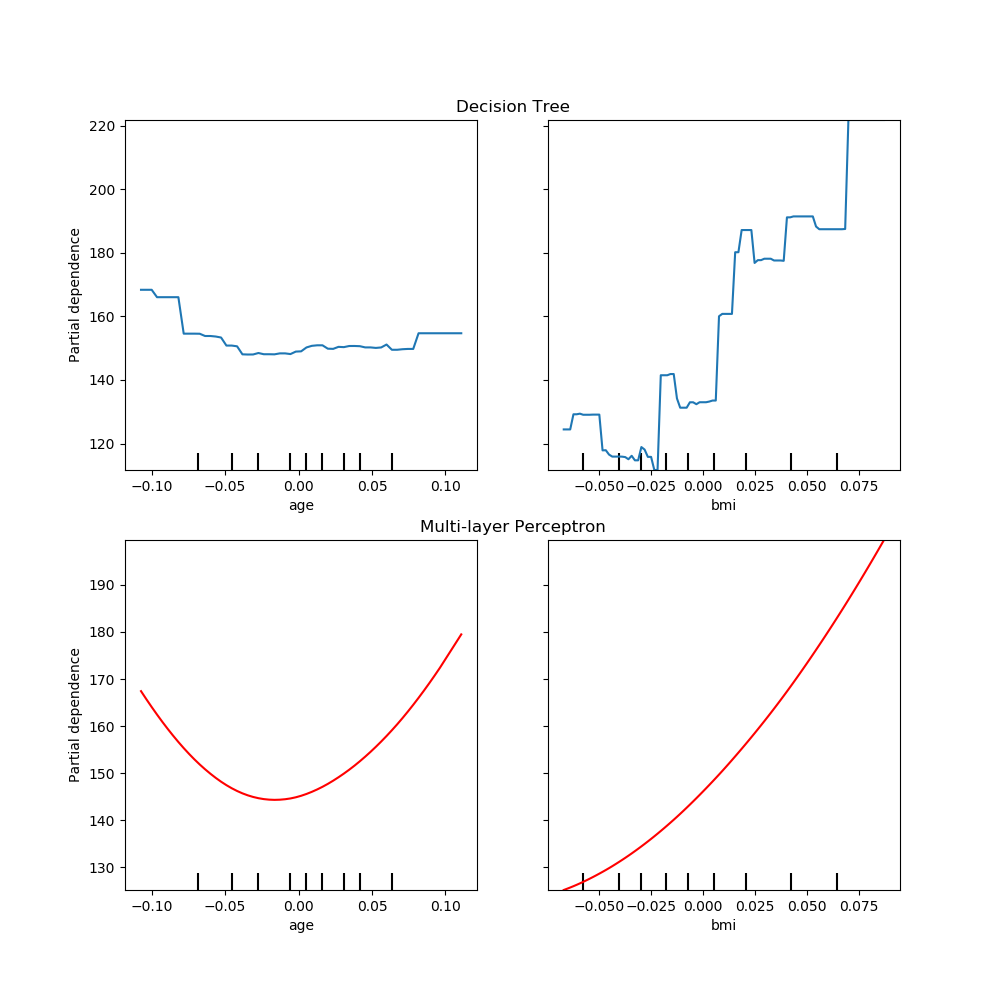 Decision Tree
Partial dependence
220
200
180
160
140
120
−0.10 −0.05 0.00 0.05 0.10
age
−0.050 −0.025 0.000 0.025 0.050 0.075
bmi
Multi-layer Perceptron
Partial dependence
190
180
170
160
150
140
130
−0.10 −0.05 0.00 0.05 0.10
age
−0.050 −0.025 0.000 0.025 0.050 0.075
bmi